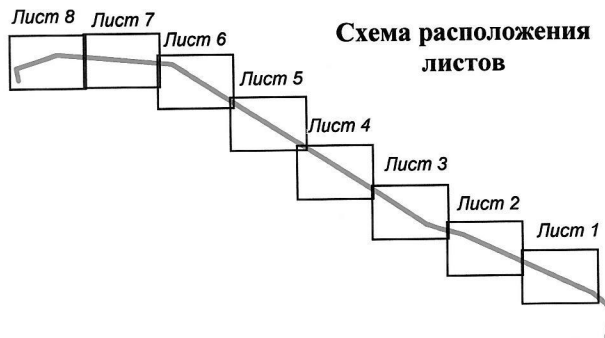 Схема расположения
листов
Лист 8
Лист 7
Лист 6
Лист 5
Лист 4
Лист 3
Лист 2
Лист 1